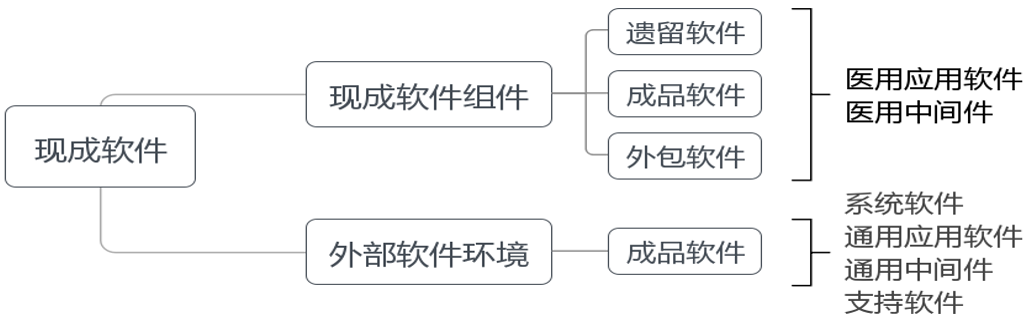 现成软件
现成软件组件
遗留软件
成品软件
外包软件
医用应用软件
医用中间件
外部软件环境
成品软件
系统软件
通用应用软件
通用中间件
支持软件